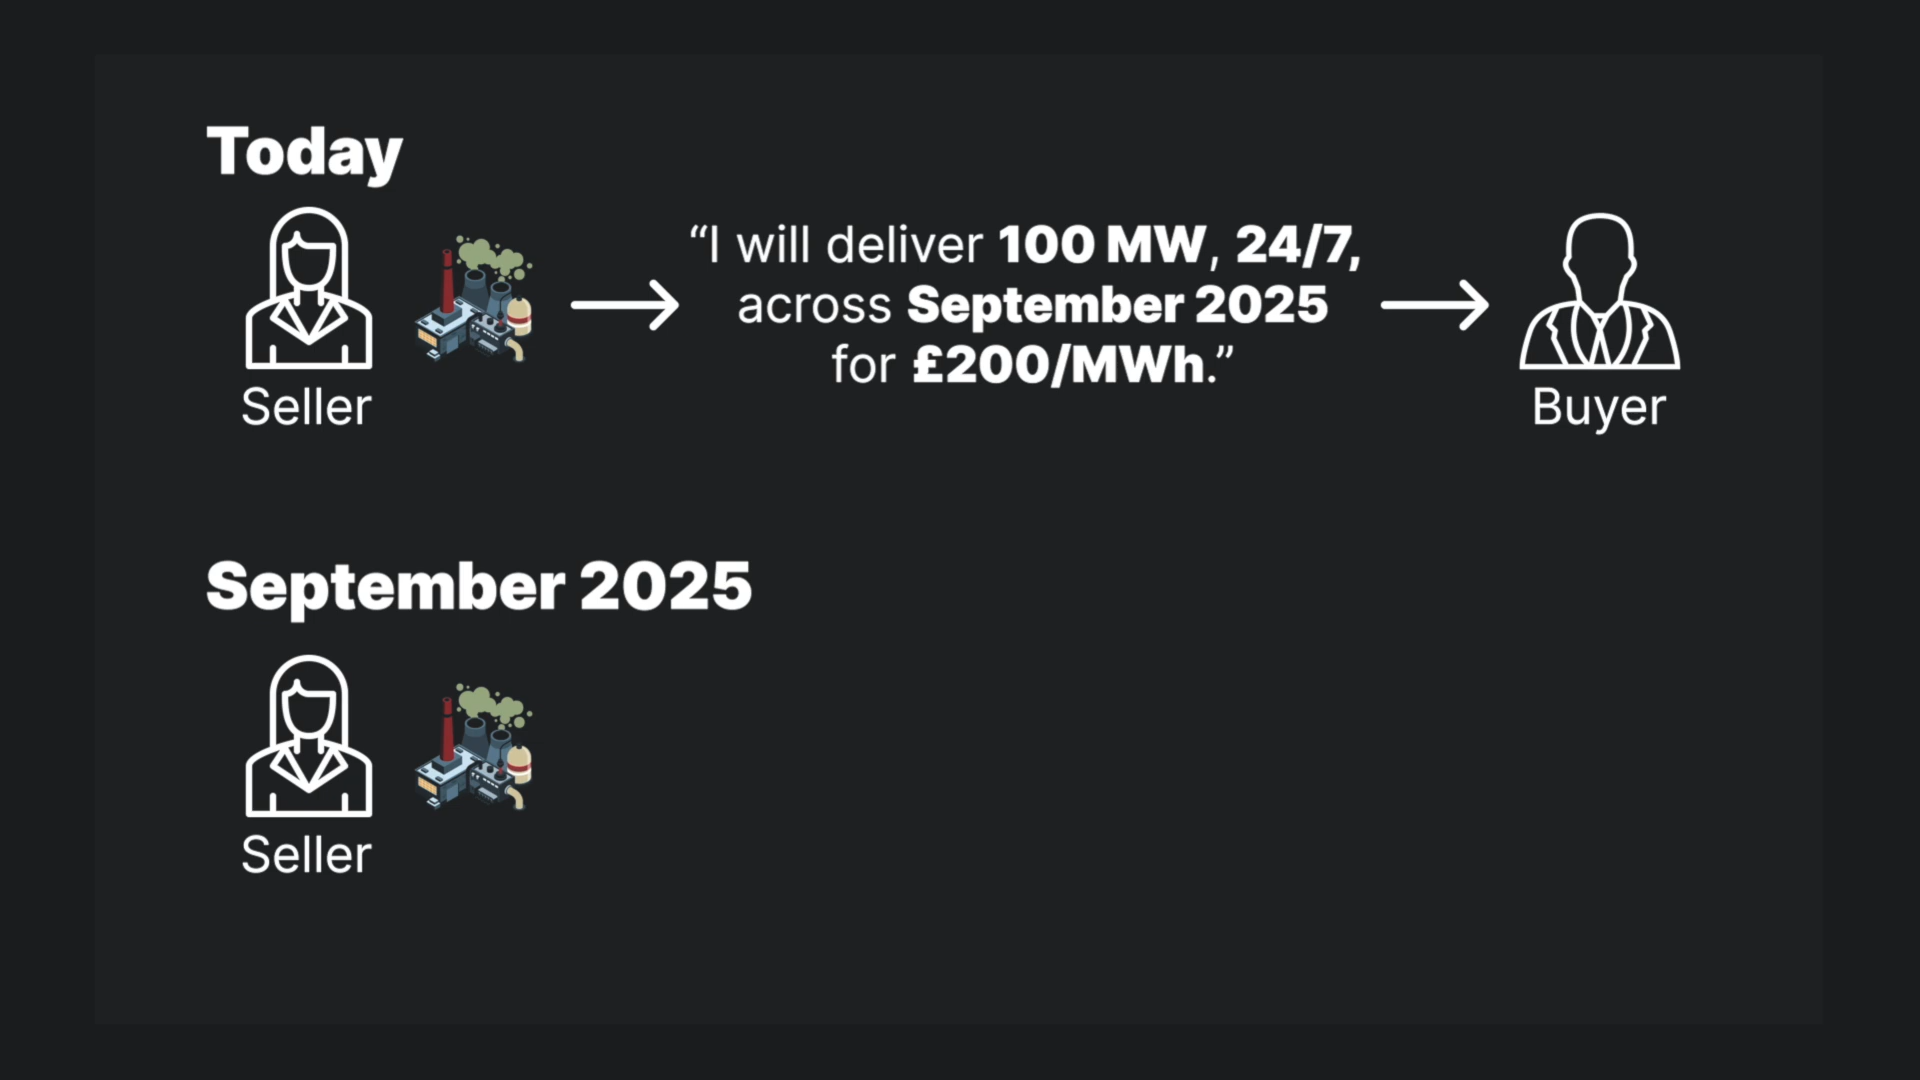 Today
“I will deliver 100 MW, 24/7,
across September 2025
for £200/MWh.”
Seller
Buyer
September 2025
Seller